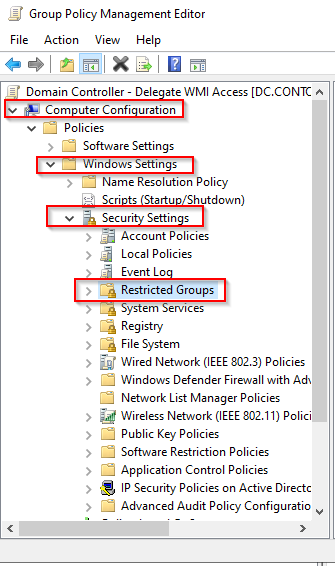 Group Policy Management Editor
File Action View Help
Domain Controller - Delegate WMI Access [DC.CONTO
Computer Configuration
Policies
Software Settings
Windows Settings
Name Resolution Policy
Scripts (Startup/Shutdown)
Security Settings
Account Policies
Local Policies
Event Log
Restricted Groups
System Services
Registry
File System
Wired Network (IEEE 802.3) Policies
Windows Defender Firewall with Adv
Network List Manager Policies
Wireless Network (IEEE 802.11) Polici
Public Key Policies
Software Restriction Policies
Application Control Policies
IP Security Policies on Active Directo
Advanced Audit Policy Configuration